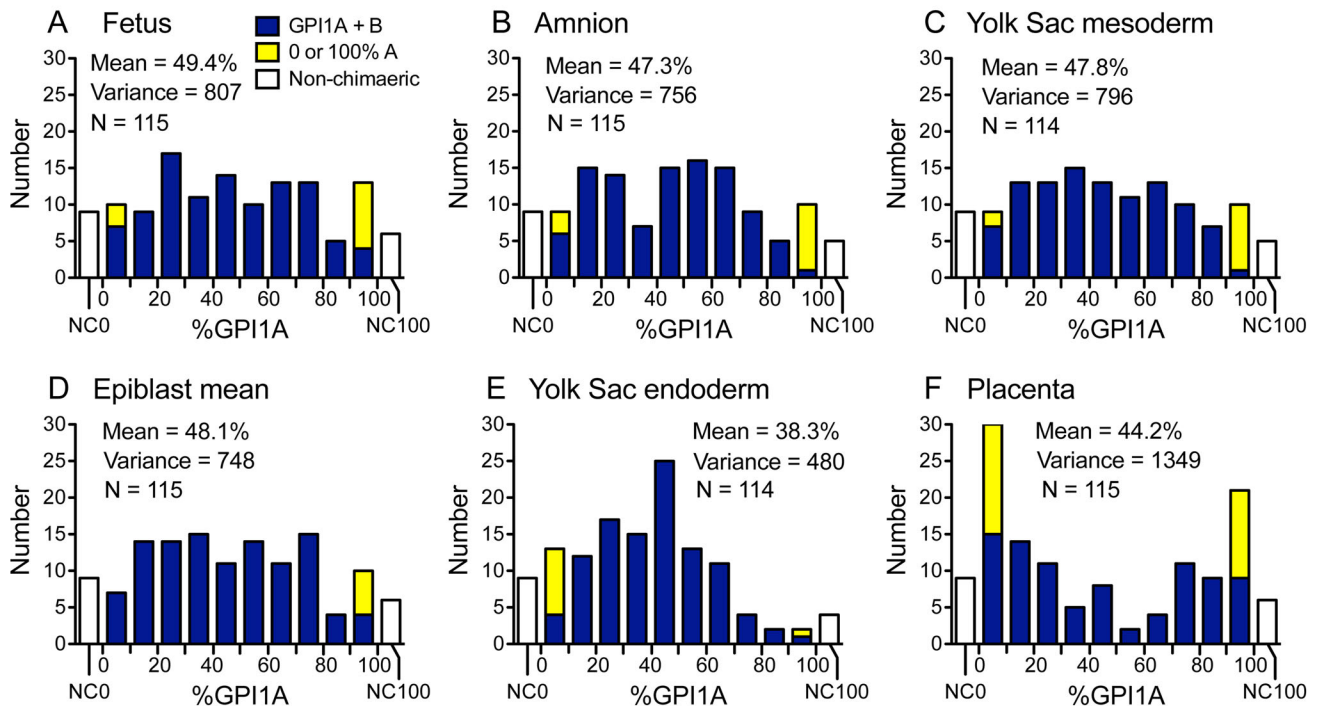 A Fetus
GPI1A + B
0 or 100% A
Non-chimaeric
Mean = 49.4%
Variance = 807
N = 115
Number
30
25
20
15
10
5
0
0 20 40 60 80 100
NC0 %GPI1A NC100
B Amnion
Mean = 47.3%
Variance = 756
N = 115
Number
30
25
20
15
10
5
0
0 20 40 60 80 100
NC0 %GPI1A NC100
C Yolk Sac mesoderm
Mean = 47.8%
Variance = 796
N = 114
Number
30
25
20
15
10
5
0
0 20 40 60 80 100
NC0 %GPI1A NC100
D Epiblast mean
Mean = 48.1%
Variance = 748
N = 115
Number
30
25
20
15
10
5
0
0 20 40 60 80 100
NC0 %GPI1A NC100
E Yolk Sac endoderm
Mean = 38.3%
Variance = 480
N = 114
Number
30
25
20
15
10
5
0
0 20 40 60 80 100
NC0 %GPI1A NC100
F Placenta
Mean = 44.2%
Variance = 1349
N = 115
Number
30
25
20
15
10
5
0
0 20 40 60 80 100
NC0 %GPI1A NC100